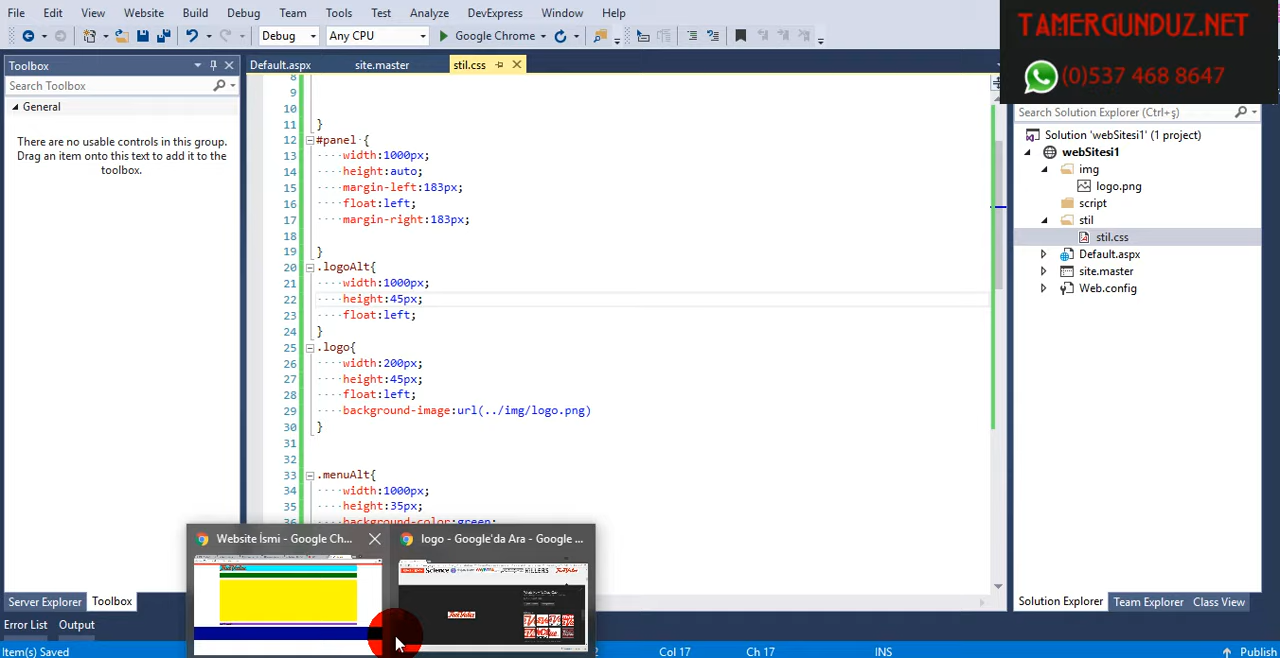 File Edit View Website Build Debug Team Tools Test Analyze DevExpress Window Help
TAMERGUNDUZ.NET
(0)537 468 8647
Debug Any CPU Google Chrome
Toolbox
Search Toolbox
General
There are no usable controls in this group.
Drag an item onto this text to add it to the
toolbox.
Default.aspx site.master stil.css
8
9
10
11 }
12 #panel {
13 width:1000px;
14 height:auto;
15 margin-left:183px;
16 float:left;
17 margin-right:183px;
18
19 }
20 .logoAlt{
21 width:1000px;
22 height:45px;
23 float:left;
24 }
25 .logo{
26 width:200px;
27 height:45px;
28 float:left;
29 background-image:url(../img/logo.png)
30 }
31
32
33 .menuAlt{
34 width:1000px;
35 height:35px;
36 background-color:green;
Search Solution Explorer (Ctrl+ş)
Solution 'webSitesi1' (1 project)
webSitesi1
img
logo.png
script
stil
stil.css
Default.aspx
site.master
Web.config
Website İsmi - Google Ch...
logo - Google'da Ara - Google ...
Science
KILLERS
Server Explorer Toolbox
Solution Explorer Team Explorer Class View
Error List Output
Item(s) Saved Col 17 Ch 17 INS Publish